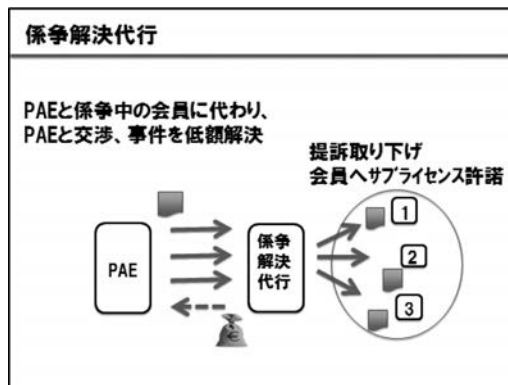 係争解決代行
PAEと係争中の会員に代わり、
PAEと交渉、事件を低額解決
提訴取り下げ
会員へサブライセンス許諾
PAE
係争
解決
代行
1
2
3
€